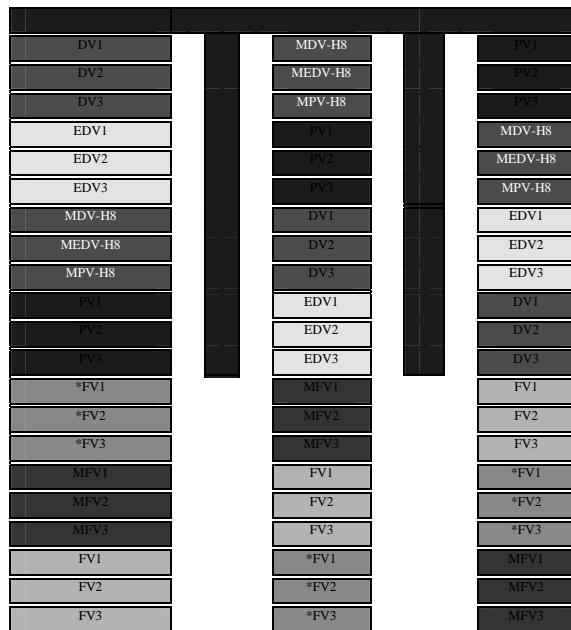 DV1 MDV-H8 PV1
DV2 MEDV-H8 PV2
DV3 MPV-H8 PV3
EDV1 PV1 MDV-H8
EDV2 PV2 MEDV-H8
EDV3 PV3 MPV-H8
MDV-H8 DV1 EDV1
MEDV-H8 DV2 EDV2
MPV-H8 DV3 EDV3
PV1 EDV1 DV1
PV2 EDV2 DV2
PV3 EDV3 DV3
*FV1 MFV1 FV1
*FV2 MFV2 FV2
*FV3 MFV3 FV3
MFV1 FV1 *FV1
MFV2 FV2 *FV2
MFV3 FV3 *FV3
FV1 *FV1 MFV1
FV2 *FV2 MFV2
FV3 *FV3 MFV3